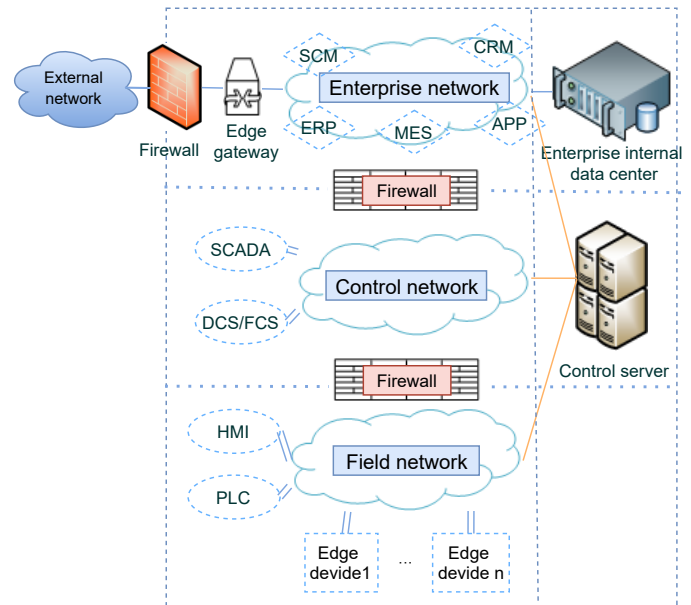 External
network
Firewall
Edge
gateway
SCM
CRM
Enterprise network
ERP
MES
APP
Enterprise internal
data center
Firewall
SCADA
Control network
DCS/FCS
Control server
Firewall
HMI
Field network
PLC
Edge
devide1
...
Edge
devide n